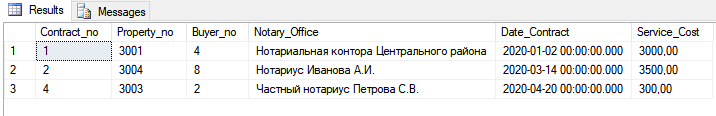 Results Messages
Contract_no Property_no Buyer_no Notary_Office Date_Contract Service_Cost
1 1 3001 4 Нотариальная контора Центрального района 2020-01-02 00:00:00.000 3000,00
2 2 3004 8 Нотариус Иванова А.И. 2020-03-14 00:00:00.000 3500,00
3 4 3003 2 Частный нотариус Петрова С.В. 2020-04-20 00:00:00.000 300,00